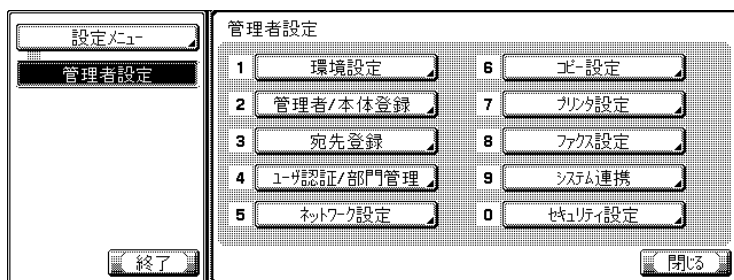 設定メニュー
管理者設定
終了
管理者設定
1 環境設定
2 管理者/本体登録
3 宛先登録
4 ユーザ認証/部門管理
5 ネットワーク設定
6 コピー設定
7 プリンタ設定
8 ファクス設定
9 システム連携
0 セキュリティ設定
閉じる